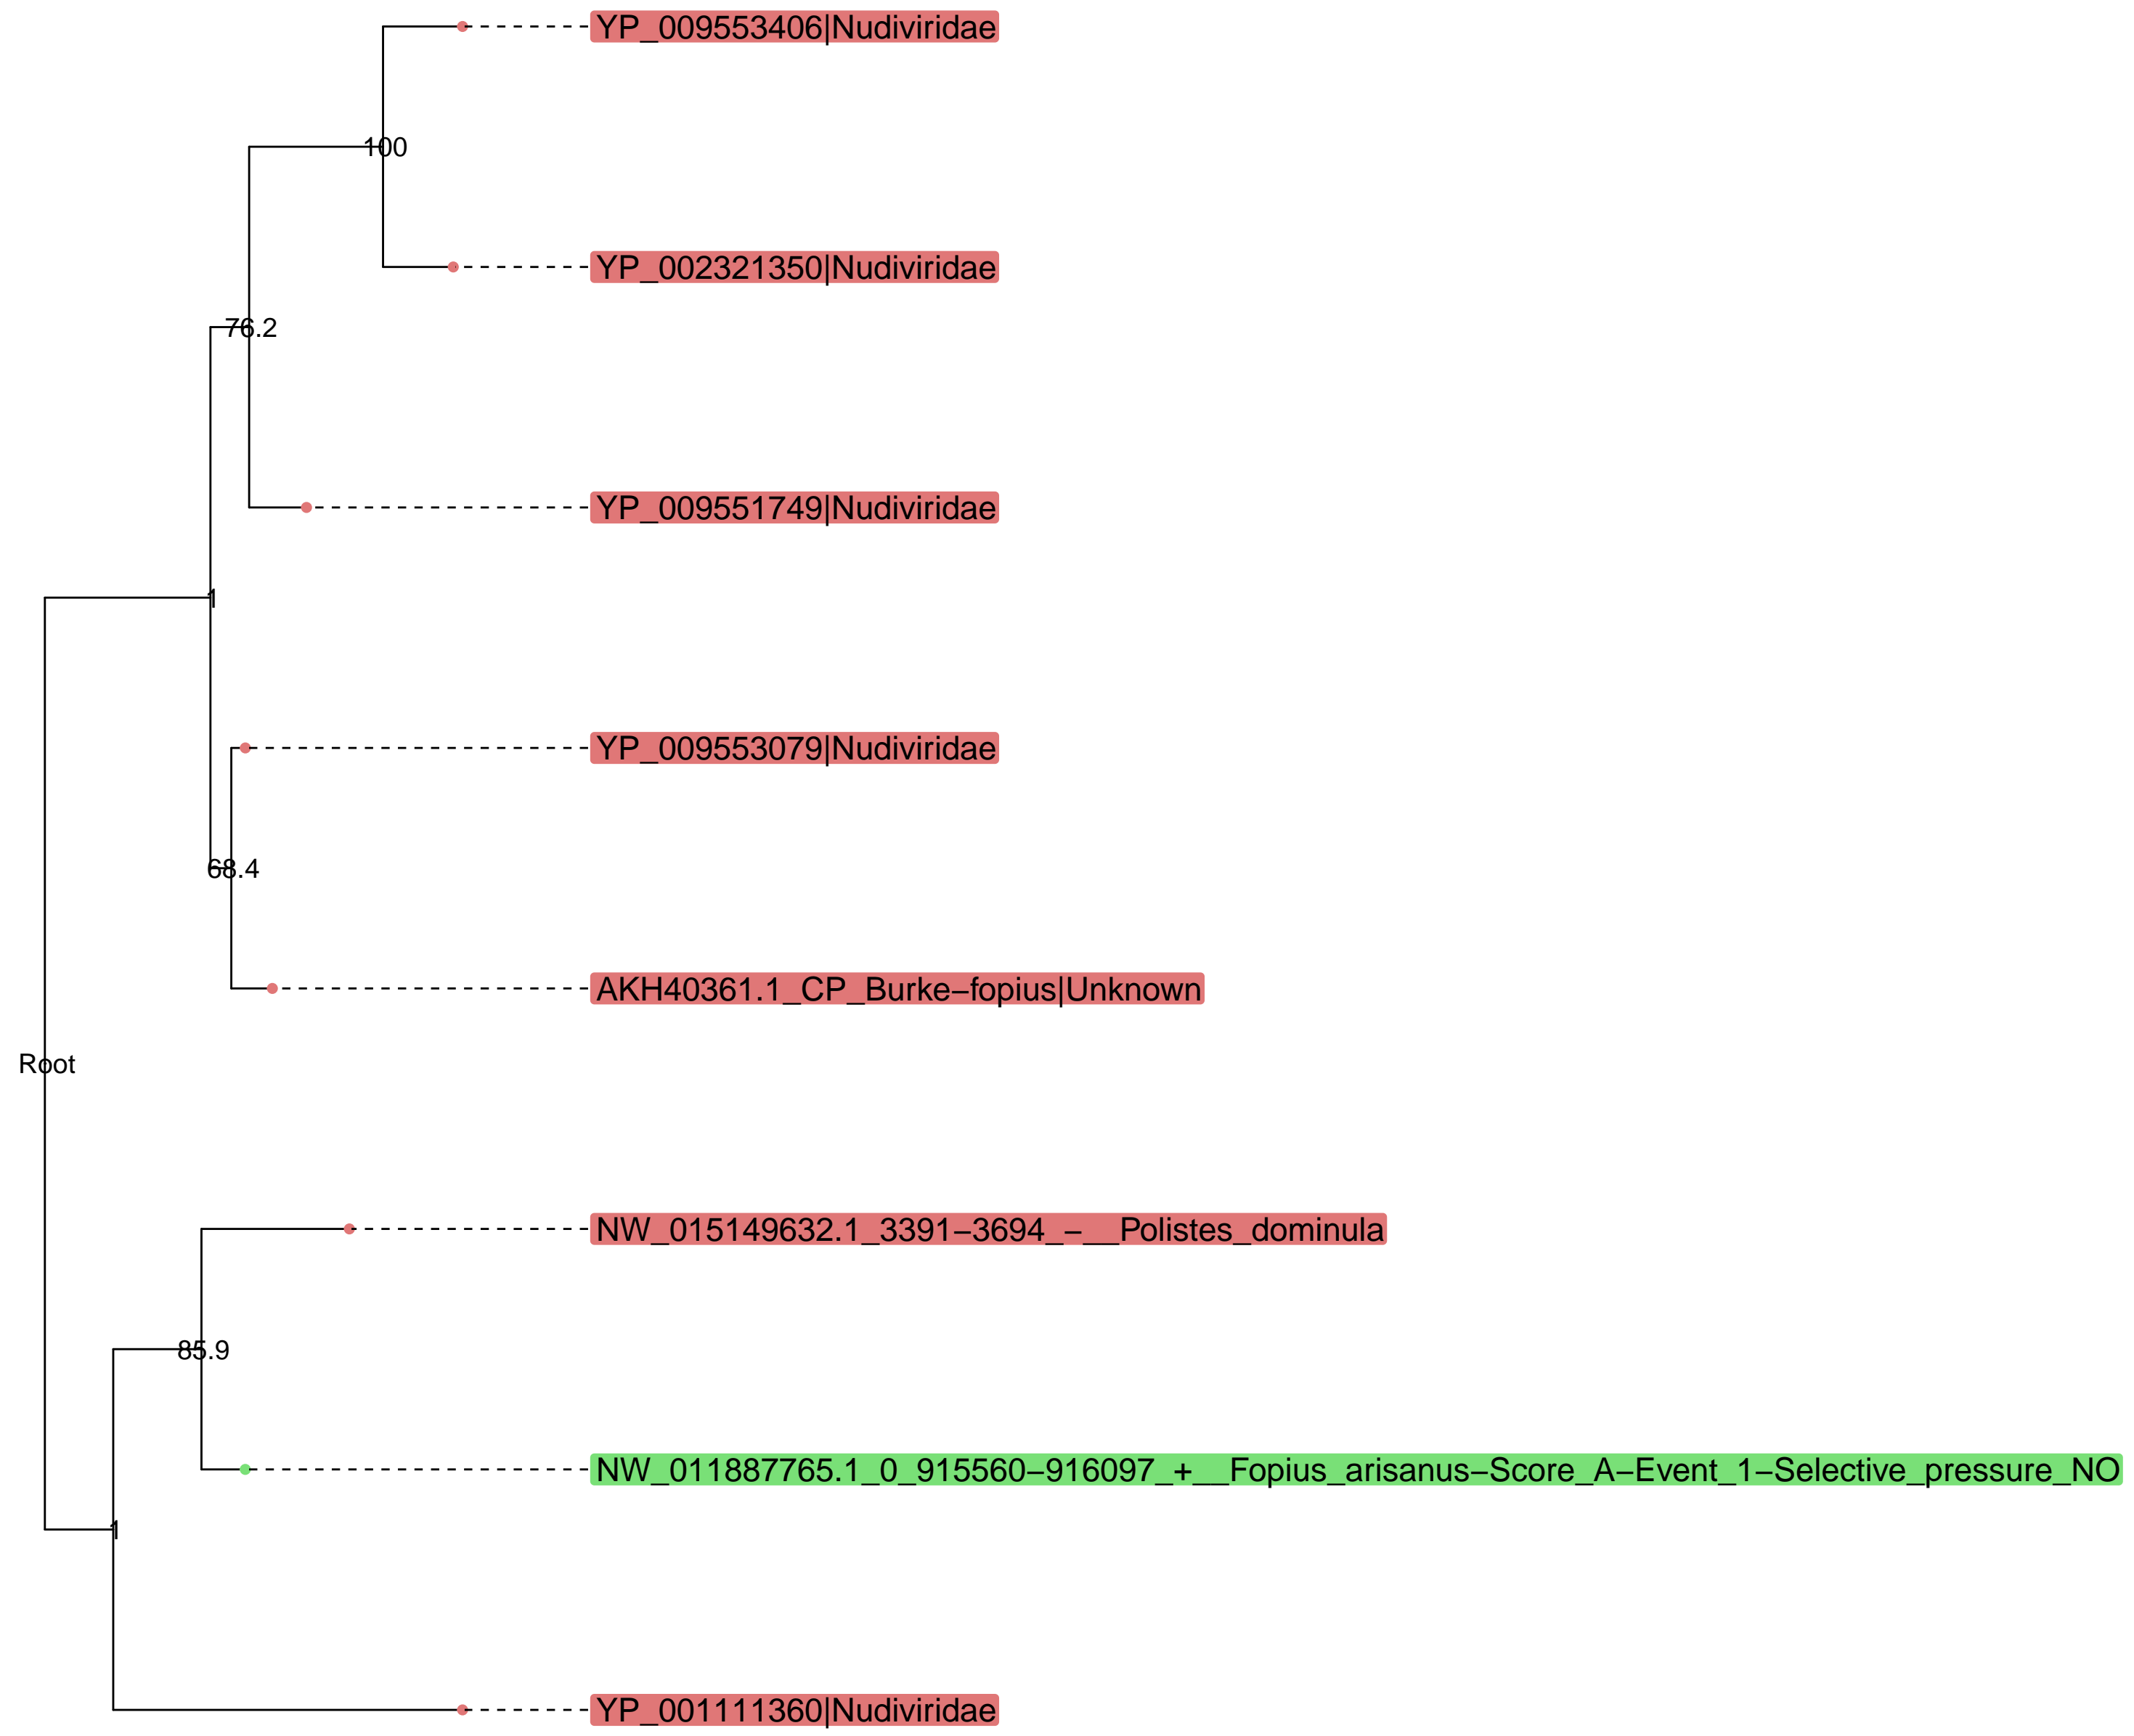 YP_009553406|Nudiviridae
100
YP_002321350|Nudiviridae
76.2
YP_009551749|Nudiviridae
1
YP_009553079|Nudiviridae
68.4
AKH40361.1_CP_Burke−fopius|Unknown
Root
NW_015149632.1_3391−3694_−__Polistes_dominula
85.9
NW_011887765.1_0_915560−916097_+__Fopius_arisanus−Score_A−Event_1−Selective_pressure_NO
1
YP_001111360|Nudiviridae